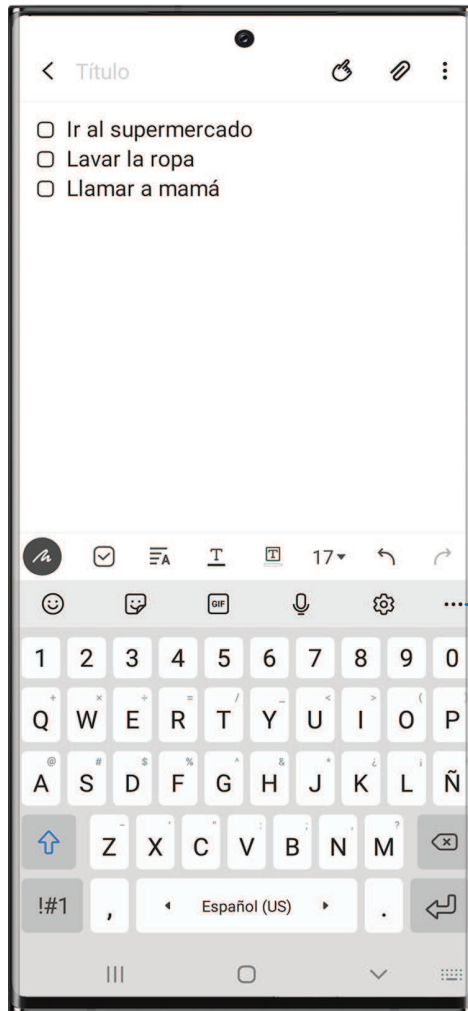 Título
Ir al supermercado
Lavar la ropa
Llamar a mamá
A T T 17
GIF
1 2 3 4 5 6 7 8 9 0
+ × ÷ = / _ < > (
Q W E R T Y U I O P
@ # $ % ^ & * ¿ ¡
A S D F G H J K L Ñ
- ' " : ; , ?
Z X C V B N M
!#1 , Español (US) .